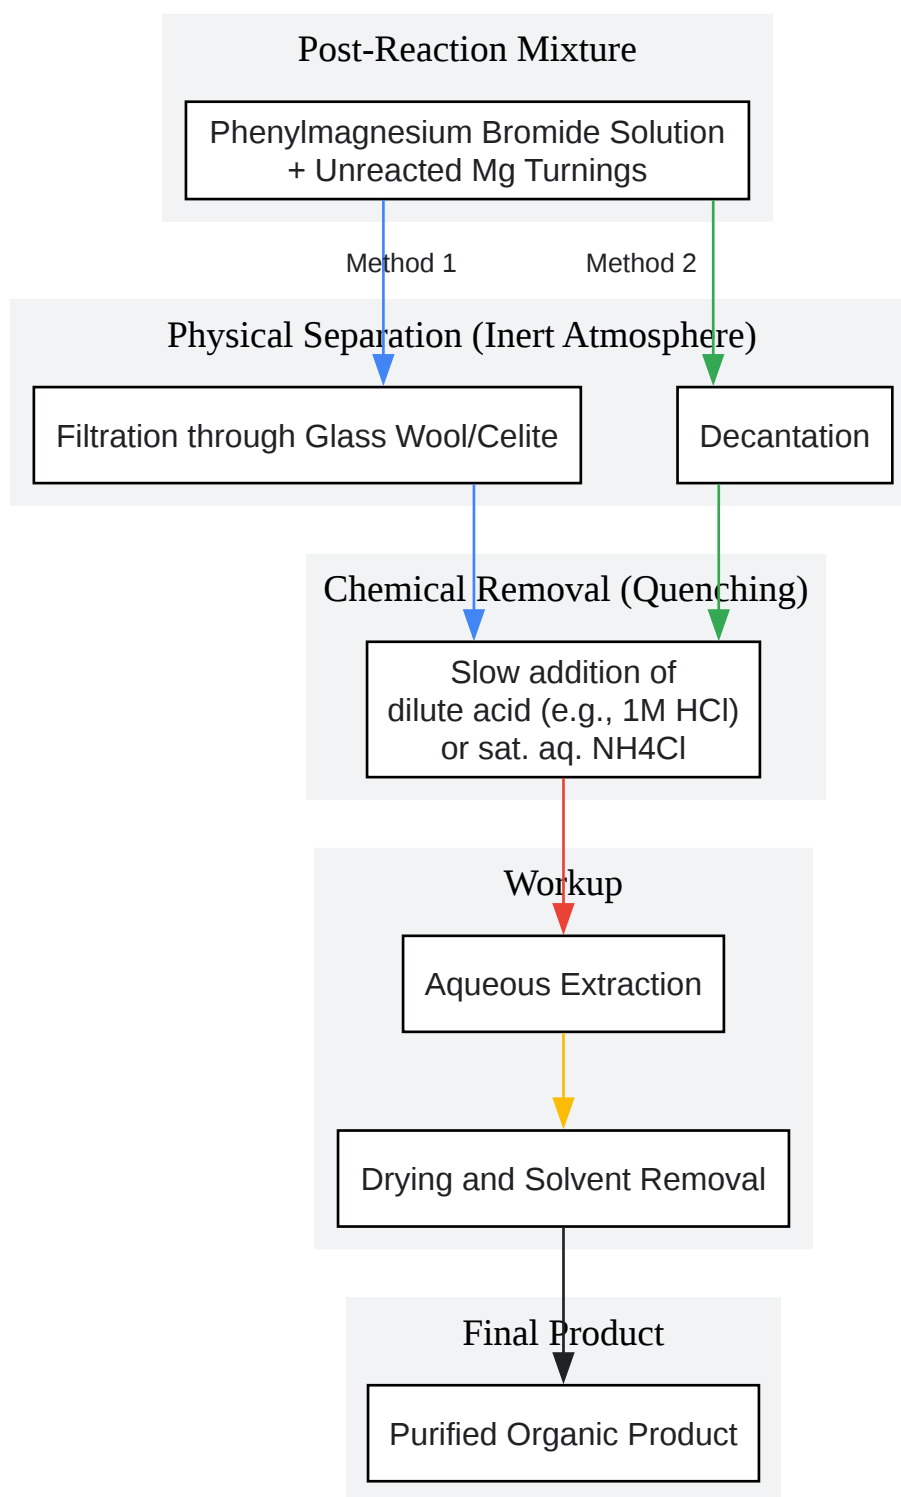 Post-Reaction Mixture
Phenylmagnesium Bromide Solution
+ Unreacted Mg Turnings
Method 1
Method 2
Physical Separation (Inert Atmosphere)
Filtration through Glass Wool/Celite
Decantation
Chemical Removal (Quenching)
Slow addition of
dilute acid (e.g., 1M HCl)
or sat. aq. NH4Cl
Workup
Aqueous Extraction
Drying and Solvent Removal
Final Product
Purified Organic Product